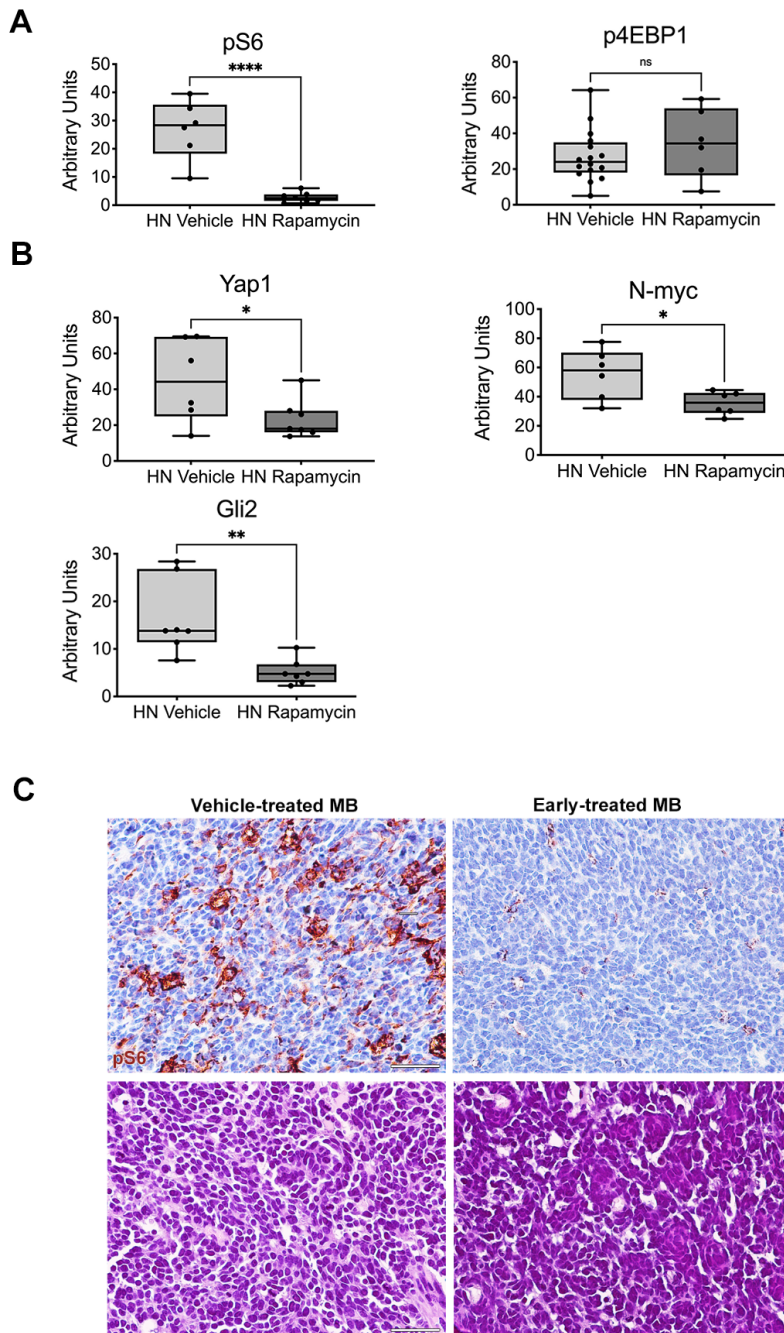 A
pS6
****
Arbitrary Units
40
30
20
10
0
HN Vehicle HN Rapamycin
p4EBP1
ns
Arbitrary Units
80
60
40
20
0
HN Vehicle HN Rapamycin
B
Yap1
*
Arbitrary Units
80
60
40
20
0
HN Vehicle HN Rapamycin
N-myc
*
Arbitrary Units
100
80
60
40
20
0
HN Vehicle HN Rapamycin
Gli2
**
Arbitrary Units
30
20
10
0
HN Vehicle HN Rapamycin
C
Vehicle-treated MB Early-treated MB
pS6